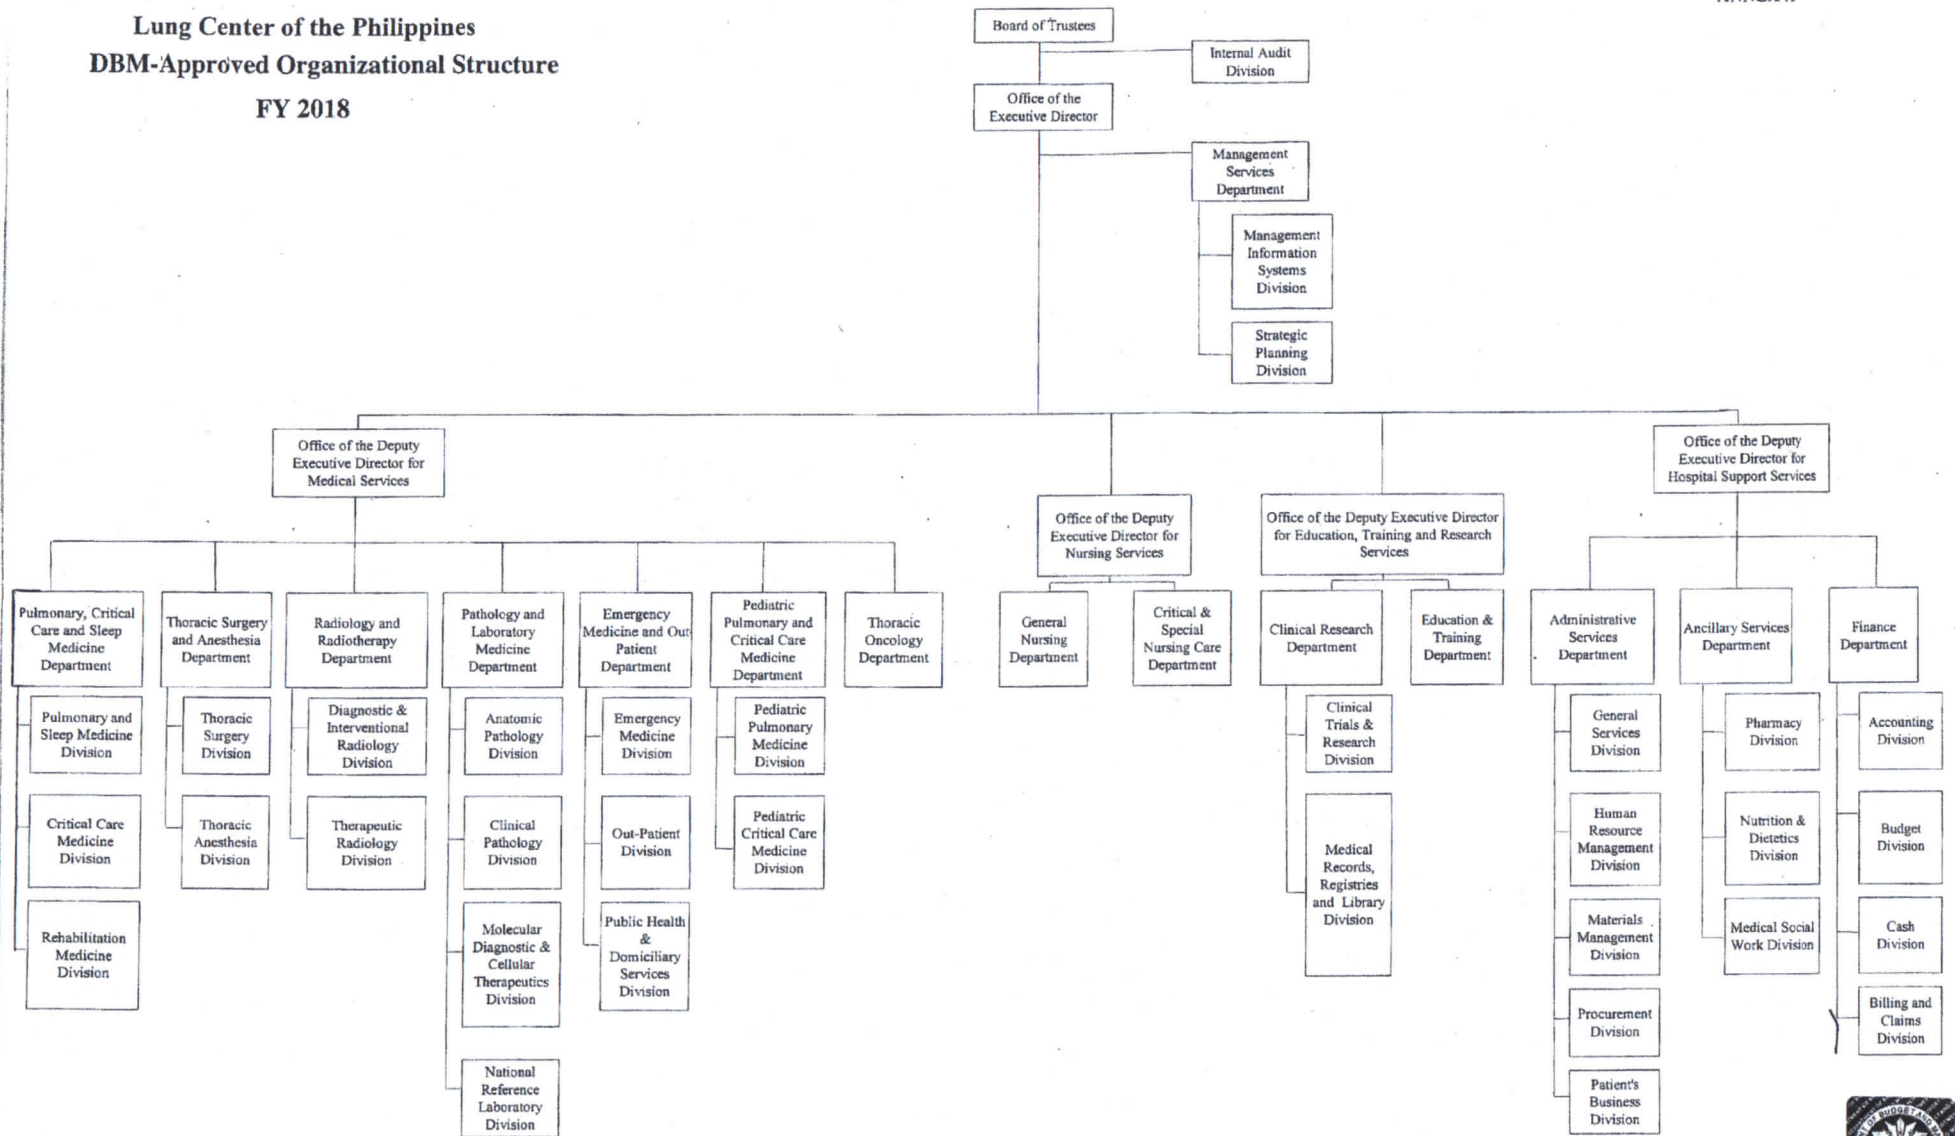 Lung Center of the Philippines
DBM-Approved Organizational Structure
FY 2018
Board of Trustees
Internal Audit
Division
Office of the
Executive Director
Management
Services
Department
Management
Information
Systems
Division
Strategic
Planning
Division
Office of the Deputy
Executive Director for
Medical Services
Office of the Deputy
Executive Director for
Nursing Services
Office of the Deputy Executive Director
for Education, Training and Research
Services
Office of the Deputy
Executive Director for
Hospital Support Services
Pulmonary, Critical
Care and Sleep
Medicine
Department
Pulmonary and
Sleep Medicine
Division
Critical Care
Medicine
Division
Rehabilitation
Medicine
Division
Thoracic Surgery
and Anesthesia
Department
Thoracic
Surgery
Division
Thoracic
Anesthesia
Division
Radiology and
Radiotherapy
Department
Diagnostic &
Interventional
Radiology
Division
Therapeutic
Radiology
Division
Pathology and
Laboratory
Medicine
Department
Anatomic
Pathology
Division
Clinical
Pathology
Division
Molecular
Diagnostic &
Cellular
Therapeutics
Division
National
Reference
Laboratory
Division
Emergency
Medicine and Out-
Patient
Department
Emergency
Medicine
Division
Out-Patient
Division
Public Health
&
Domiciliary
Services
Division
Pediatric
Pulmonary and
Critical Care
Medicine
Department
Pediatric
Pulmonary
Medicine
Division
Pediatric
Critical Care
Medicine
Division
Thoracic
Oncology
Department
General
Nursing
Department
Critical &
Special
Nursing Care
Department
Clinical Research
Department
Clinical
Trials &
Research
Division
Medical
Records,
Registries
and Library
Division
Education &
Training
Department
Administrative
Services
Department
General
Services
Division
Human
Resource
Management
Division
Materials
Management
Division
Procurement
Division
Patient's
Business
Division
Ancillary Services
Department
Pharmacy
Division
Nutrition &
Dietetics
Division
Medical Social
Work Division
Finance
Department
Accounting
Division
Budget
Division
Cash
Division
Billing and
Claims
Division
OF BUDGET AND